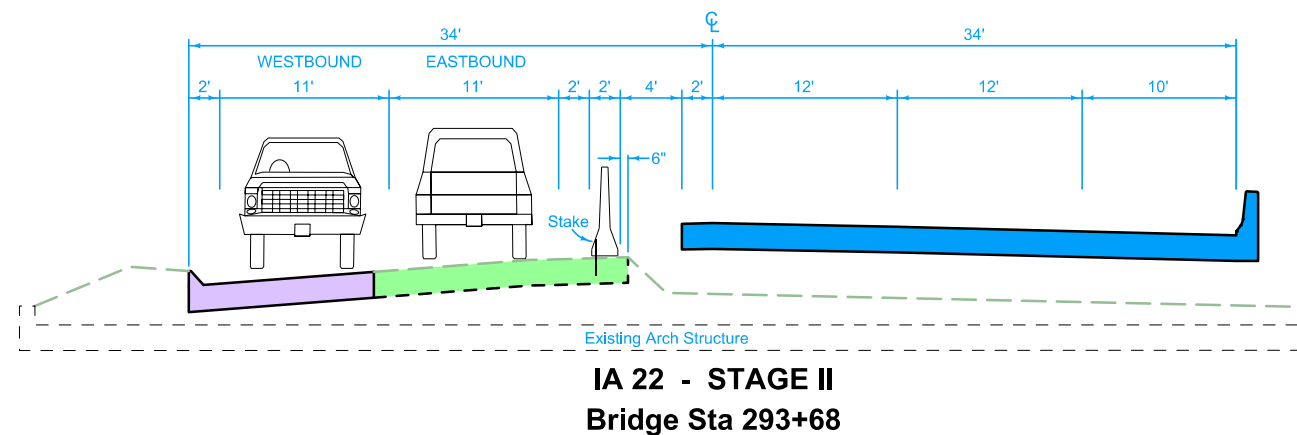 ℄
34' 34'
WESTBOUND EASTBOUND
2' 11' 11' 2' 2' 4' 2' 12' 12' 10'
6"
Stake
Existing Arch Structure
IA 22 - STAGE II
Bridge Sta 293+68